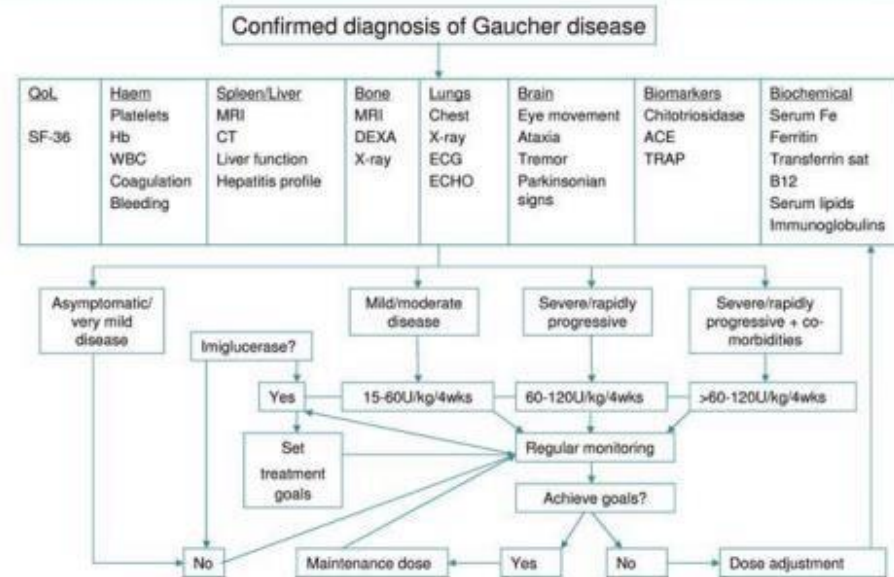 Confirmed diagnosis of Gaucher disease
QoL
SF-36
Haem
Platelets
Hb
WBC
Coagulation
Bleeding
Spleen/Liver
MRI
CT
Liver function
Hepatitis profile
Bone
MRI
DEXA
X-ray
Lungs
Chest
X-ray
ECG
ECHO
Brain
Eye movement
Ataxia
Tremor
Parkinsonian
signs
Biomarkers
Chitotriosidase
ACE
TRAP
Biochemical
Serum Fe
Ferritin
Transferrin sat
B12
Serum lipids
Immunoglobulins
Asymptomatic/
very mild
disease
Mild/moderate
disease
Severe/rapidly
progressive
Severe/rapidly
progressive + co-
morbidities
Imiglucerase?
Yes
15-60U/kg/4wks
60-120U/kg/4wks
>60-120U/kg/4wks
Set
treatment
goals
Regular monitoring
Achieve goals?
No
Maintenance dose
Yes
No
Dose adjustment